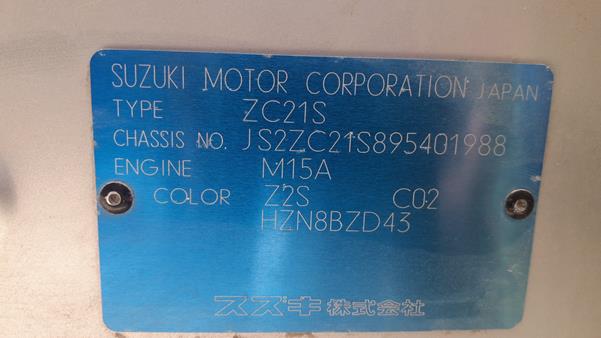 SUZUKI MOTOR CORPORATION JAPAN
TYPE ZC21S
CHASSIS NO. JS2ZC21S895401988
ENGINE M15A
COLOR Z2S C02
HZN8BZD43
スズキ株式会社